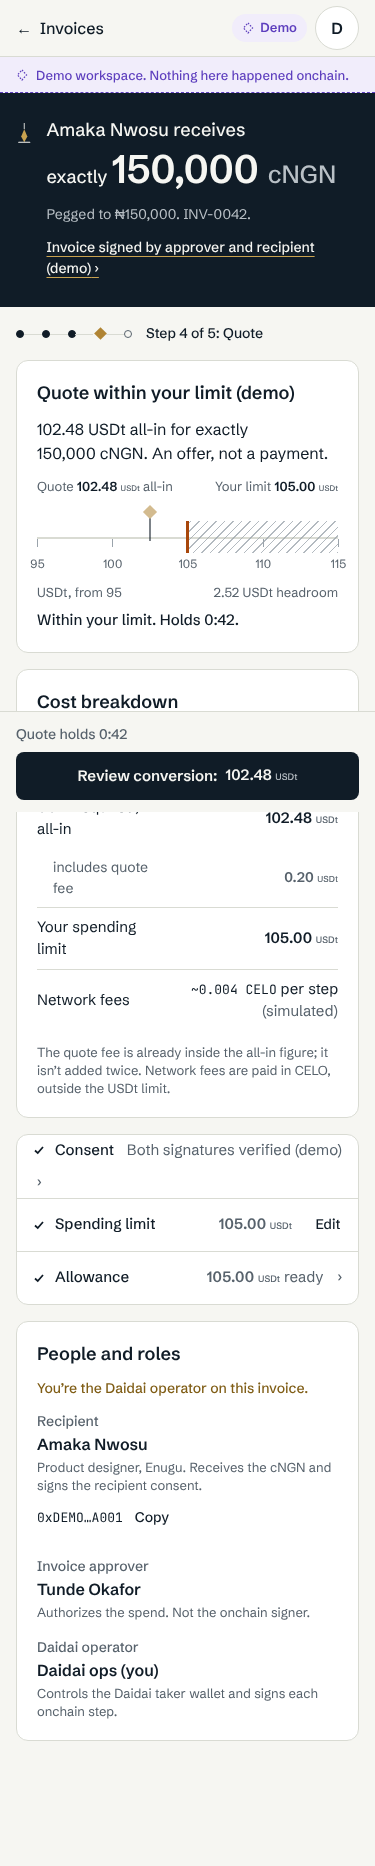 ← Invoices
Demo
D
Demo workspace. Nothing here happened onchain.
Amaka Nwosu receives
exactly 150,000 cNGN
Pegged to ₦150,000. INV-0042.
Invoice signed by approver and recipient
(demo) ›
Step 4 of 5: Quote
Quote within your limit (demo)
102.48 USDt all-in for exactly
150,000 cNGN. An offer, not a payment.
Quote 102.48 USDt all-in
Your limit 105.00 USDt
95 100 105 110 115
USDt, from 95
2.52 USDt headroom
Within your limit. Holds 0:42.
Cost breakdown
Quote holds 0:42
Review conversion: 102.48 USDt
all-in
102.48 USDt
includes quote
fee
0.20 USDt
Your spending
limit
105.00 USDt
Network fees
~0.004 CELO per step
(simulated)
The quote fee is already inside the all-in figure; it
isn't added twice. Network fees are paid in CELO,
outside the USDt limit.
Consent Both signatures verified (demo)
›
Spending limit 105.00 USDt Edit
Allowance 105.00 USDt ready ›
People and roles
You're the Daidai operator on this invoice.
Recipient
Amaka Nwosu
Product designer, Enugu. Receives the cNGN and
signs the recipient consent.
0xDEMO…A001 Copy
Invoice approver
Tunde Okafor
Authorizes the spend. Not the onchain signer.
Daidai operator
Daidai ops (you)
Controls the Daidai taker wallet and signs each
onchain step.